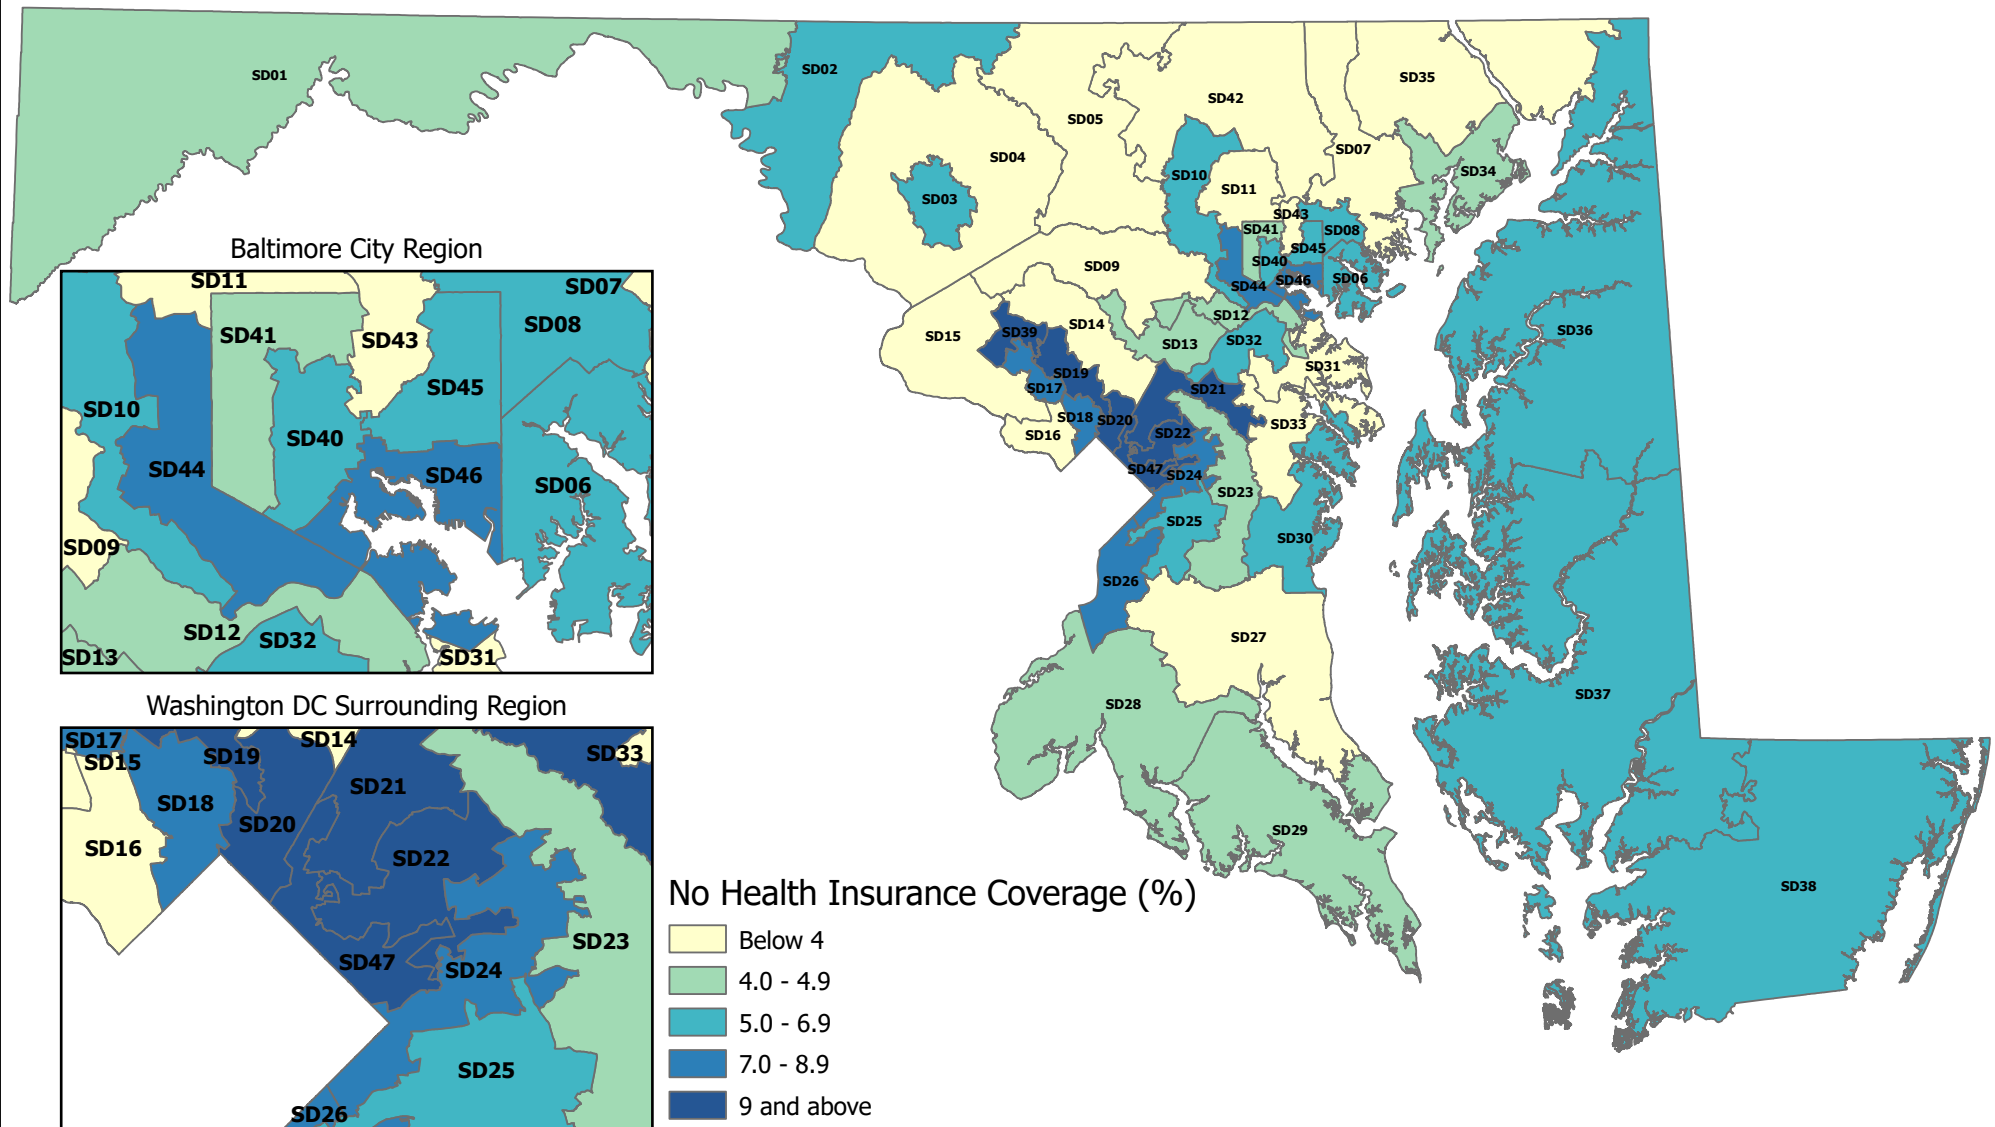 SD01
SD02
SD03
SD04
SD05
SD42
SD35
SD07
SD34
SD10
SD11
SD43
SD41
SD08
SD45
SD40
SD44
SD46
SD06
SD09
SD12
SD13
SD32
SD14
SD15
SD39
SD19
SD17
SD18
SD20
SD16
SD21
SD22
SD47
SD24
SD31
SD33
SD23
SD25
SD30
SD26
SD27
SD28
SD29
SD36
SD37
SD38
Baltimore City Region
SD11
SD07
SD08
SD41
SD43
SD45
SD10
SD40
SD44
SD46
SD06
SD09
SD12
SD32
SD13
SD31
Washington DC Surrounding Region
SD17
SD14
SD15
SD19
SD33
SD21
SD18
SD20
SD16
SD22
SD23
SD47
SD24
SD25
SD26
No Health Insurance Coverage (%)
Below 4
4.0 - 4.9
5.0 - 6.9
7.0 - 8.9
9 and above